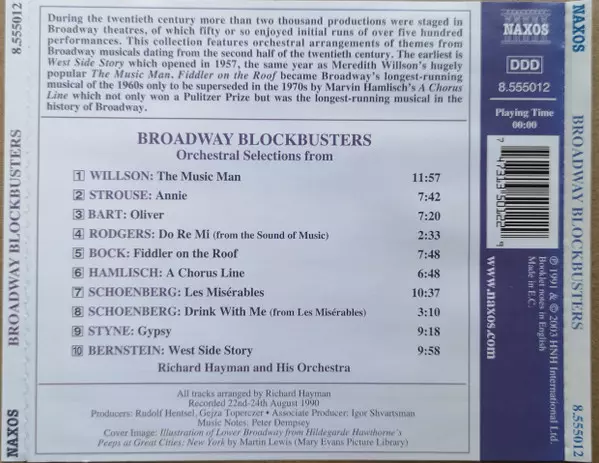 8.555012
BROADWAY BLOCKBUSTERS
NAXOS
During the twentieth century more than two thousand productions were staged in
Broadway theatres, of which fifty or so enjoyed initial runs of over five hundred
performances. This collection features orchestral arrangements of themes from
Broadway musicals dating from the second half of the twentieth century. The earliest is
West Side Story which opened in 1957, the same year as Meredith Willson's hugely
popular The Music Man. Fiddler on the Roof became Broadway's longest-running
musical of the 1960s only to be superseded in the 1970s by Marvin Hamlisch's A Chorus
Line which not only won a Pulitzer Prize but was the longest-running musical in the
history of Broadway.
BROADWAY BLOCKBUSTERS
Orchestral Selections from
1 WILLSON: The Music Man 11:57
2 STROUSE: Annie 7:42
3 BART: Oliver 7:20
4 RODGERS: Do Re Mi (from the Sound of Music) 2:33
5 BOCK: Fiddler on the Roof 7:48
6 HAMLISCH: A Chorus Line 6:48
7 SCHOENBERG: Les Misérables 10:37
8 SCHOENBERG: Drink With Me (from Les Misérables) 3:10
9 STYNE: Gypsy 9:18
10 BERNSTEIN: West Side Story 9:58
Richard Hayman and His Orchestra
All tracks arranged by Richard Hayman
Recorded 22nd-24th August 1990
Producers: Rudolf Hentsel, Gejza Toperczer • Associate Producer: Igor Shvartsman
Music Notes: Peter Dempsey
Cover Image: Illustration of Lower Broadway from Hildegarde Hawthorne's
Peeps at Great Cities: New York by Martin Lewis (Mary Evans Picture Library)
NAXOS
DDD
8.555012
Playing Time
00:00
7 47313 50122 9
www.naxos.com
℗ 1991 & © 2003 HNH International Ltd.
Booklet notes in English
Made in E.C.
NAXOS
BROADWAY BLOCKBUSTERS
8.555012